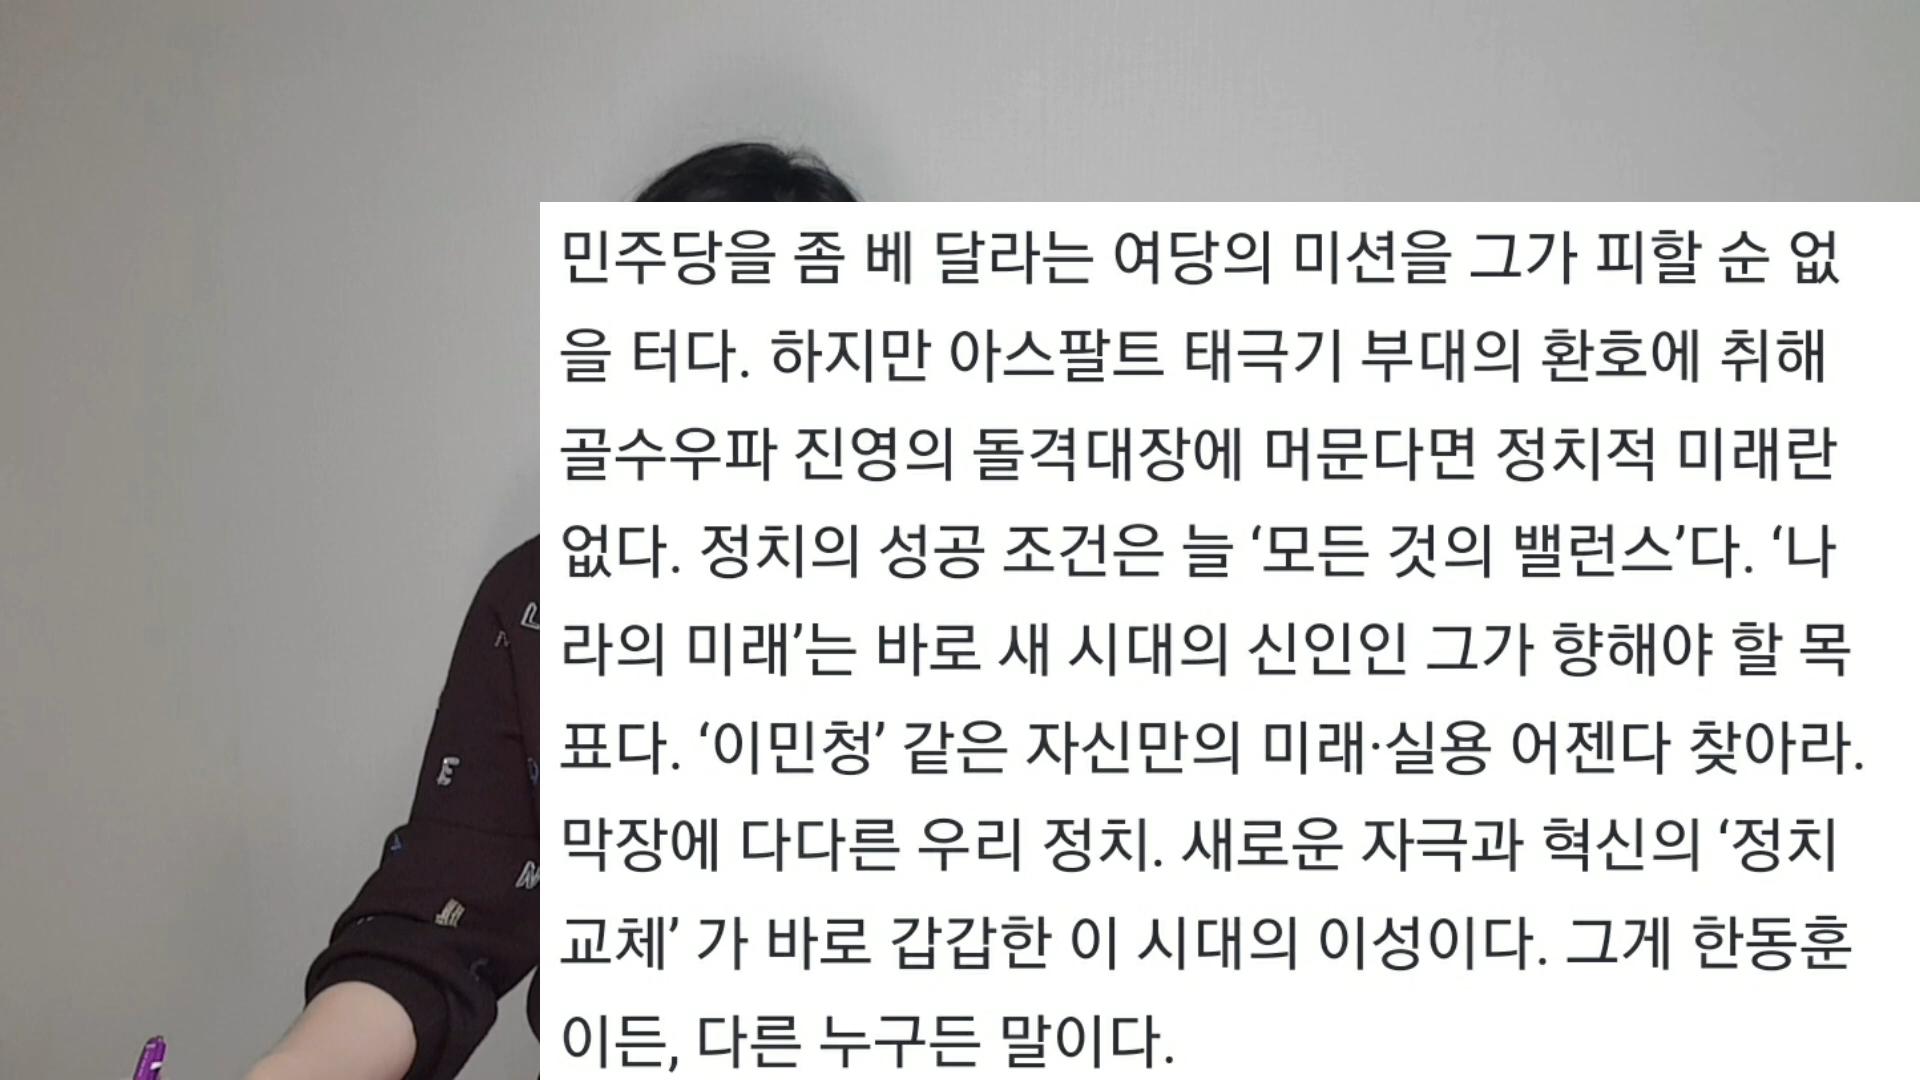 민주당을 좀 베 달라는 여당의 미션을 그가 피할 순 없
을 터다. 하지만 아스팔트 태극기 부대의 환호에 취해
골수우파 진영의 돌격대장에 머문다면 정치적 미래란
없다. 정치의 성공 조건은 늘 ‘모든 것의 밸런스’다. ‘나
라의 미래’는 바로 새 시대의 신인인 그가 향해야 할 목
표다. ‘이민청’ 같은 자신만의 미래·실용 어젠다 찾아라.
막장에 다다른 우리 정치. 새로운 자극과 혁신의 ‘정치
교체’ 가 바로 갑갑한 이 시대의 이성이다. 그게 한동훈
이든, 다른 누구든 말이다.